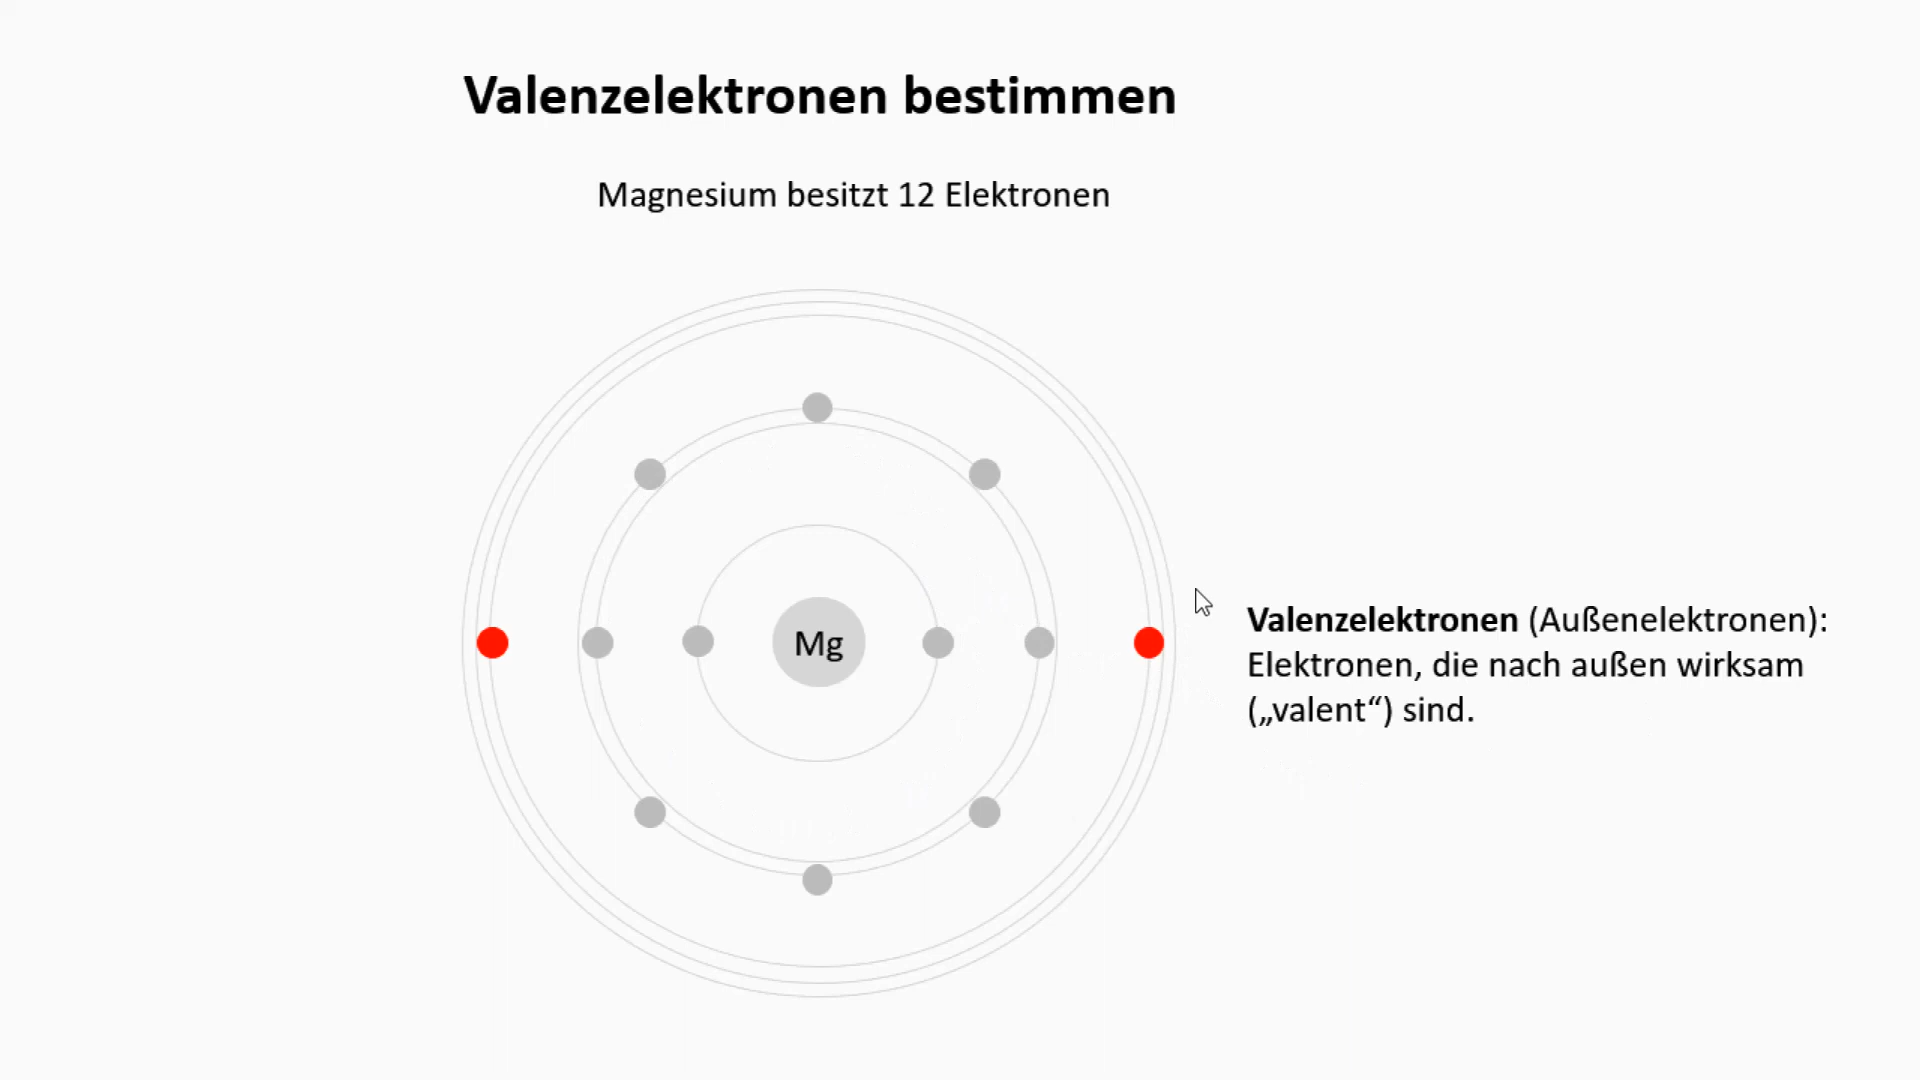 Valenzelektronen bestimmen
Magnesium besitzt 12 Elektronen
Mg
Valenzelektronen (Außenelektronen):
Elektronen, die nach außen wirksam
(„valent“) sind.